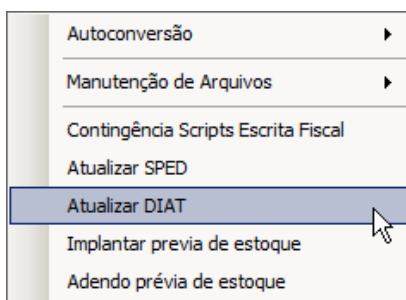 Autoconversão
Manutenção de Arquivos
Contingência Scripts Escrita Fiscal
Atualizar SPED
Atualizar DIAT
Implantar previa de estoque
Adendo prévia de estoque